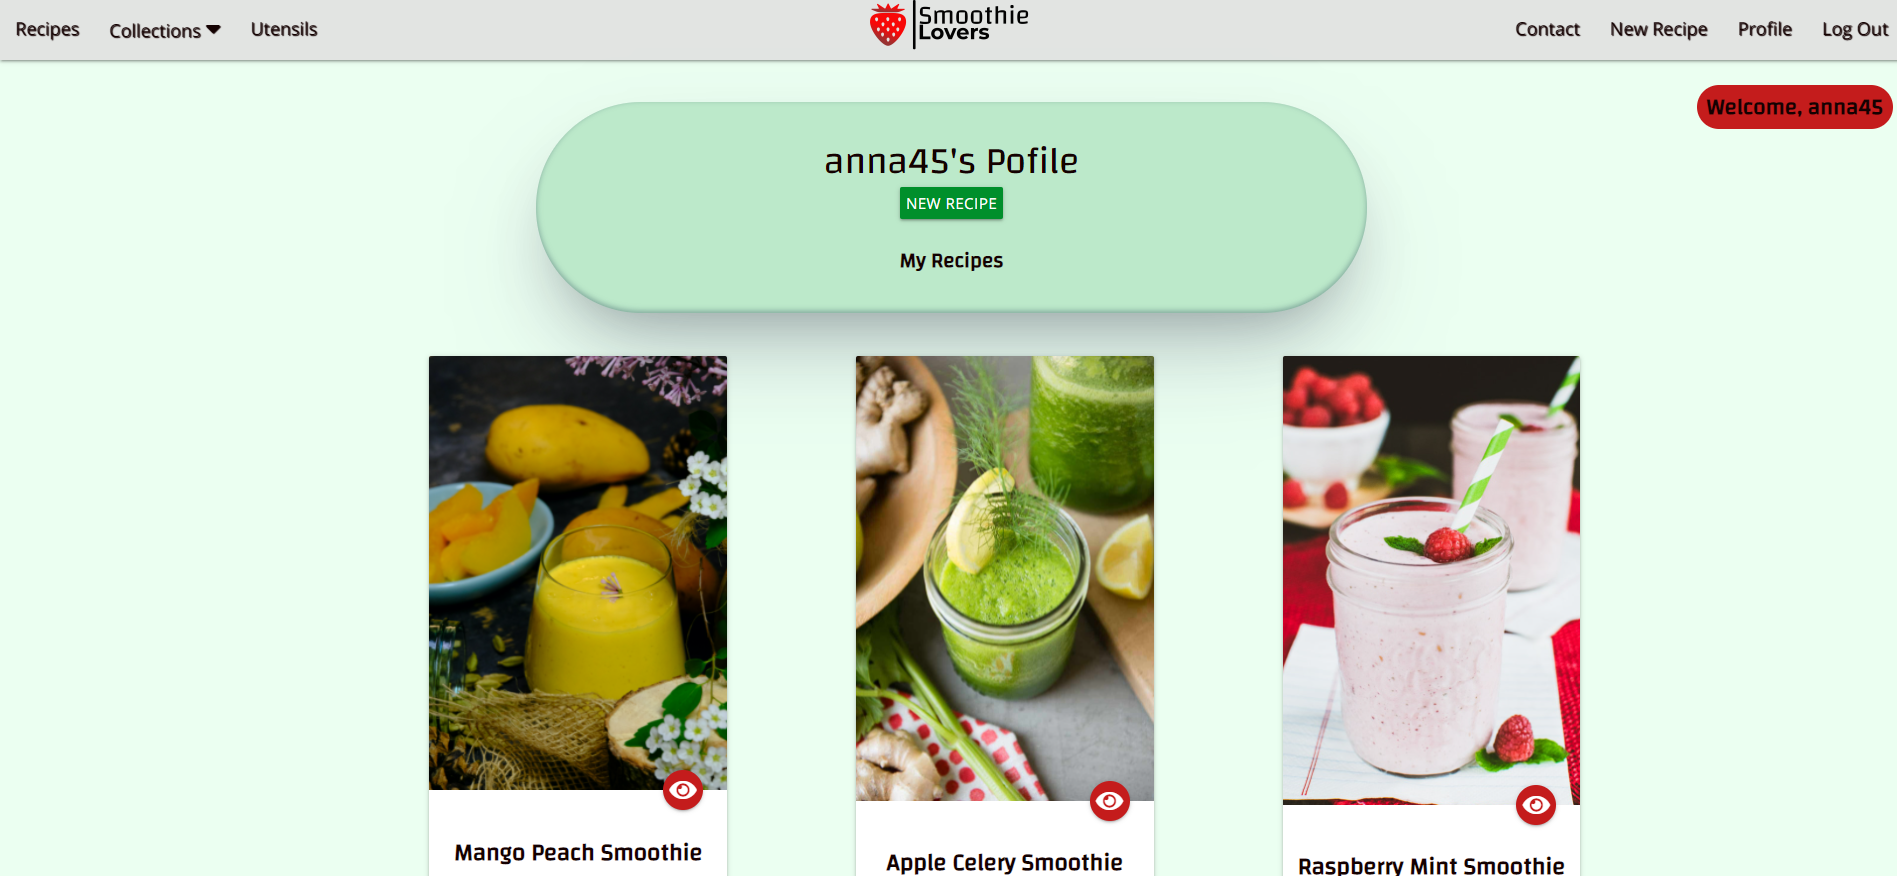 Recipes
Collections
Utensils
Smoothie
Lovers
Contact
New Recipe
Profile
Log Out
Welcome, anna45
anna45's Pofile
NEW RECIPE
My Recipes
Mango Peach Smoothie
Apple Celery Smoothie
Raspberry Mint Smoothie